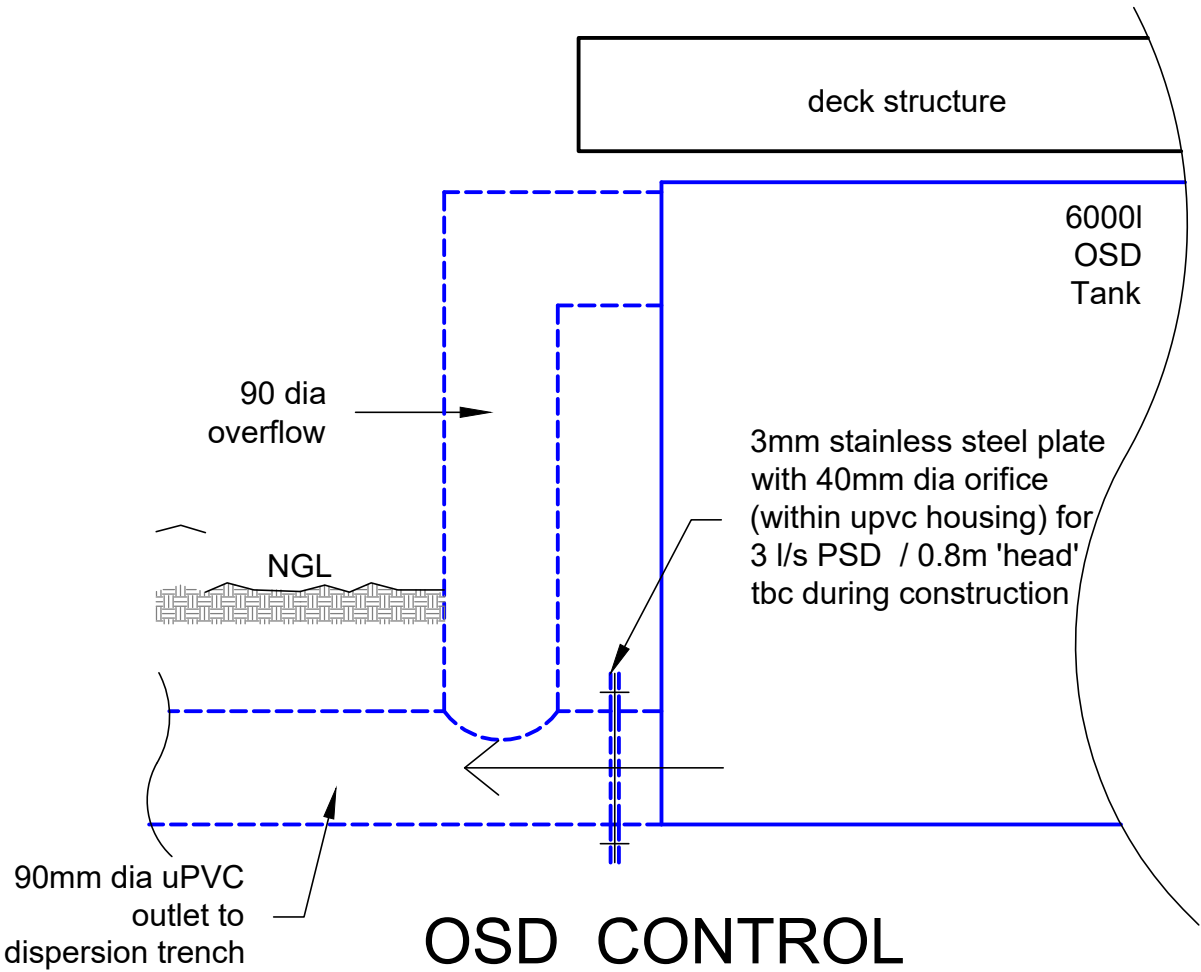 deck structure
6000l
OSD
Tank
90 dia
overflow
3mm stainless steel plate
with 40mm dia orifice
(within upvc housing) for
3 l/s PSD / 0.8m 'head'
tbc during construction
NGL
90mm dia uPVC
outlet to
dispersion trench
OSD CONTROL